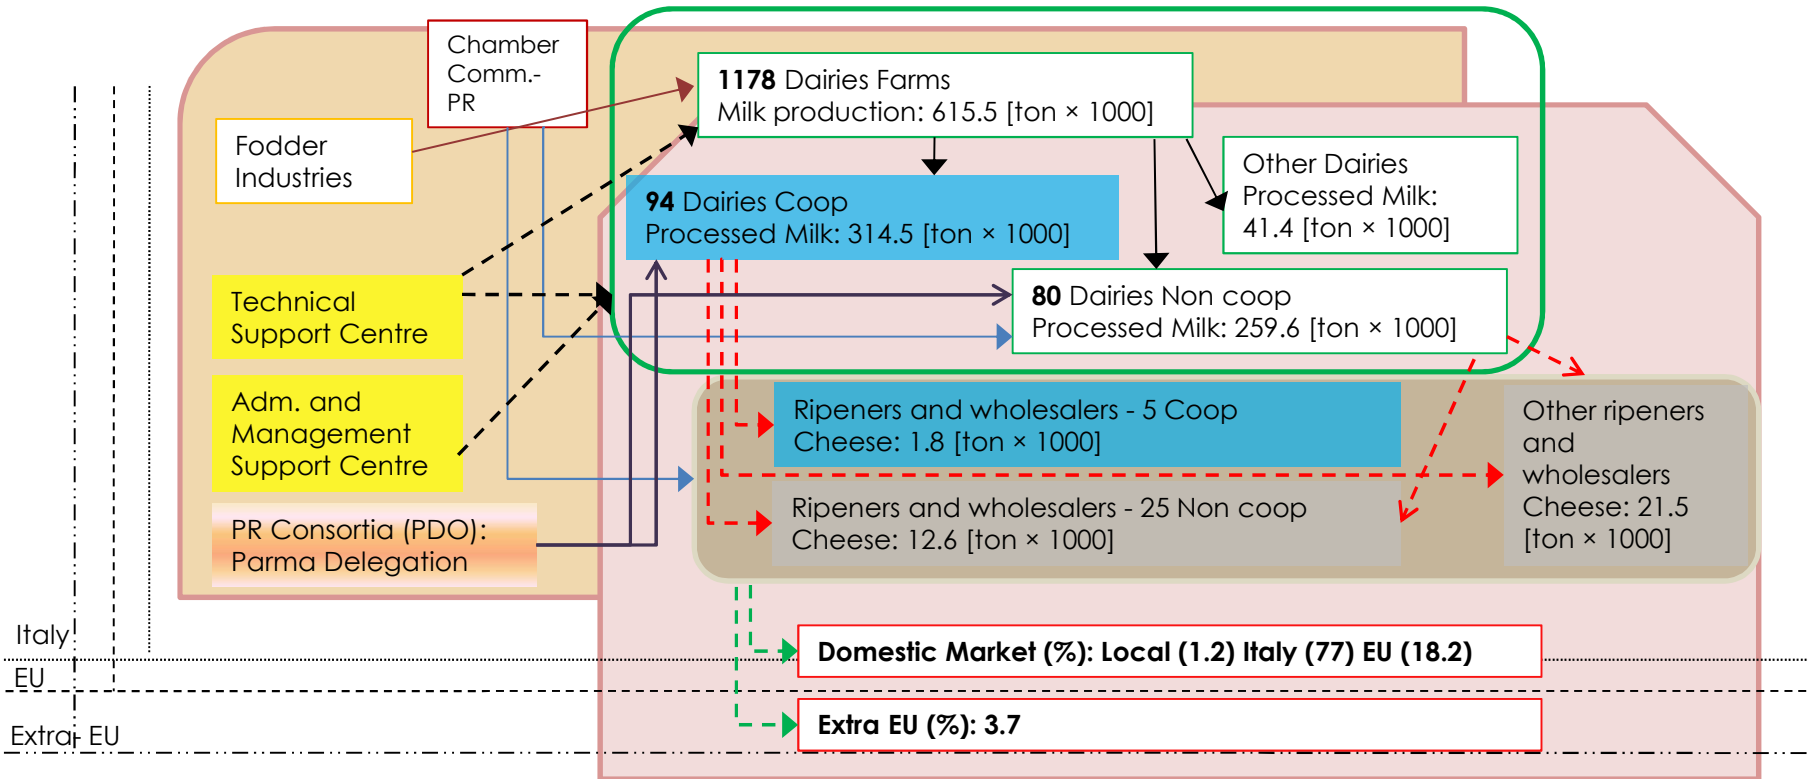 Chamber
Comm.-
PR
1178 Dairies Farms
Milk production: 615.5 [ton × 1000]
Fodder
Industries
Other Dairies
Processed Milk:
41.4 [ton × 1000]
94 Dairies Coop
Processed Milk: 314.5 [ton × 1000]
Technical
Support Centre
80 Dairies Non coop
Processed Milk: 259.6 [ton × 1000]
Adm. and
Management
Support Centre
Ripeners and wholesalers - 5 Coop
Cheese: 1.8 [ton × 1000]
Other ripeners
and
wholesalers
Cheese: 21.5
[ton × 1000]
Ripeners and wholesalers - 25 Non coop
Cheese: 12.6 [ton × 1000]
PR Consortia (PDO):
Parma Delegation
Italy
Domestic Market (%): Local (1.2) Italy (77) EU (18.2)
EU
Extra EU (%): 3.7
Extra- EU